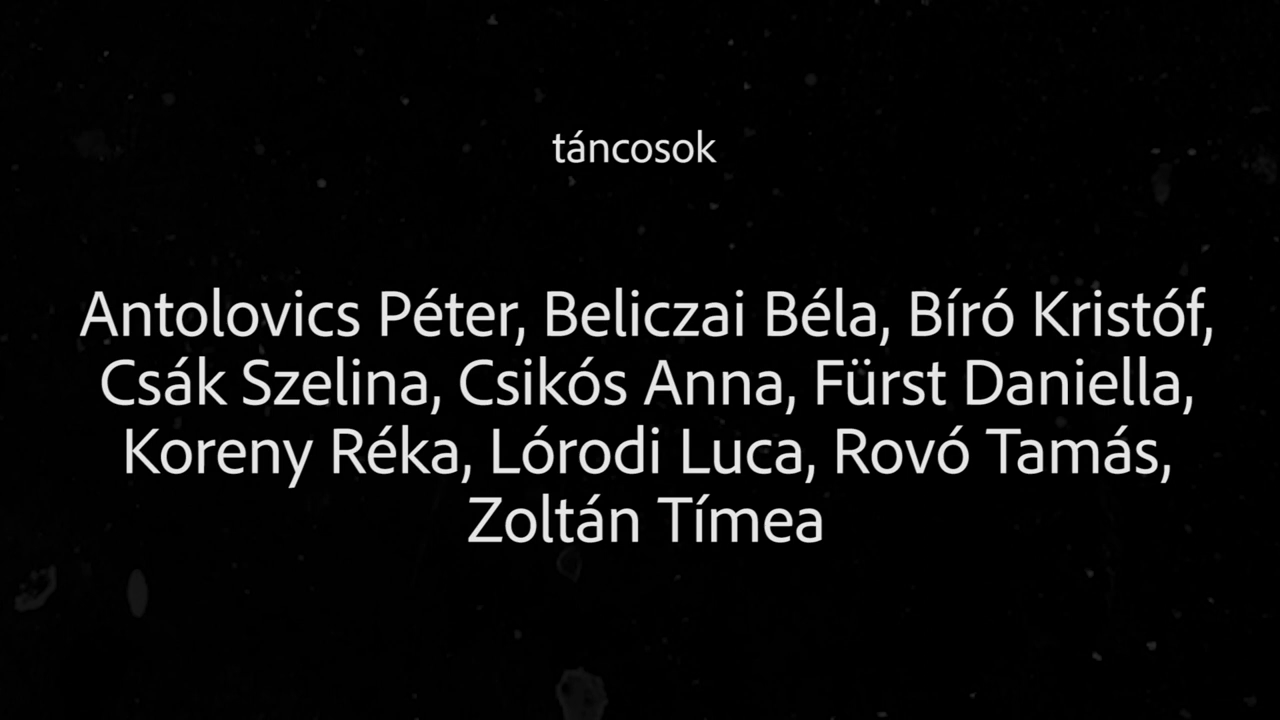 táncosok
Antolovics Péter, Beliczai Béla, Bíró Kristóf,
Csák Szelina, Csikós Anna, Fürst Daniella,
Koreny Réka, Lórodi Luca, Rovó Tamás,
Zoltán Tímea